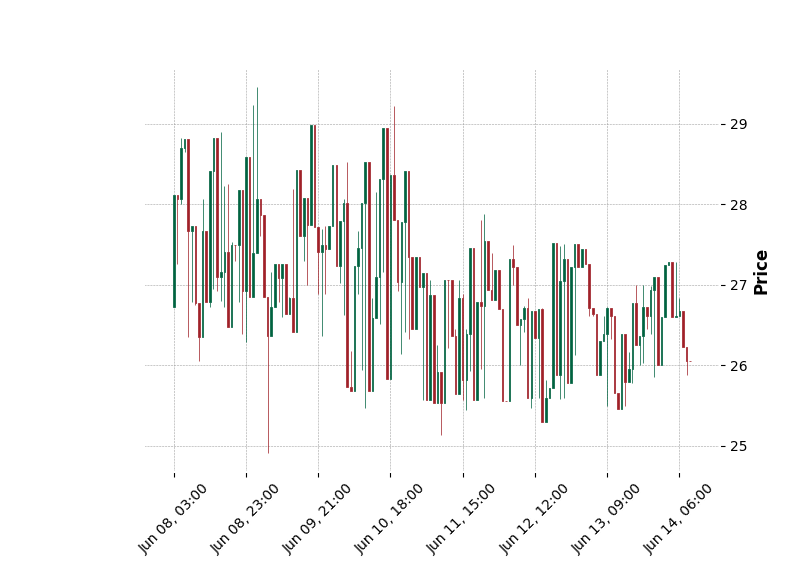 29
28
27
26
25
Price
Jun 08, 03:00
Jun 08, 23:00
Jun 09, 21:00
Jun 10, 18:00
Jun 11, 15:00
Jun 12, 12:00
Jun 13, 09:00
Jun 14, 06:00